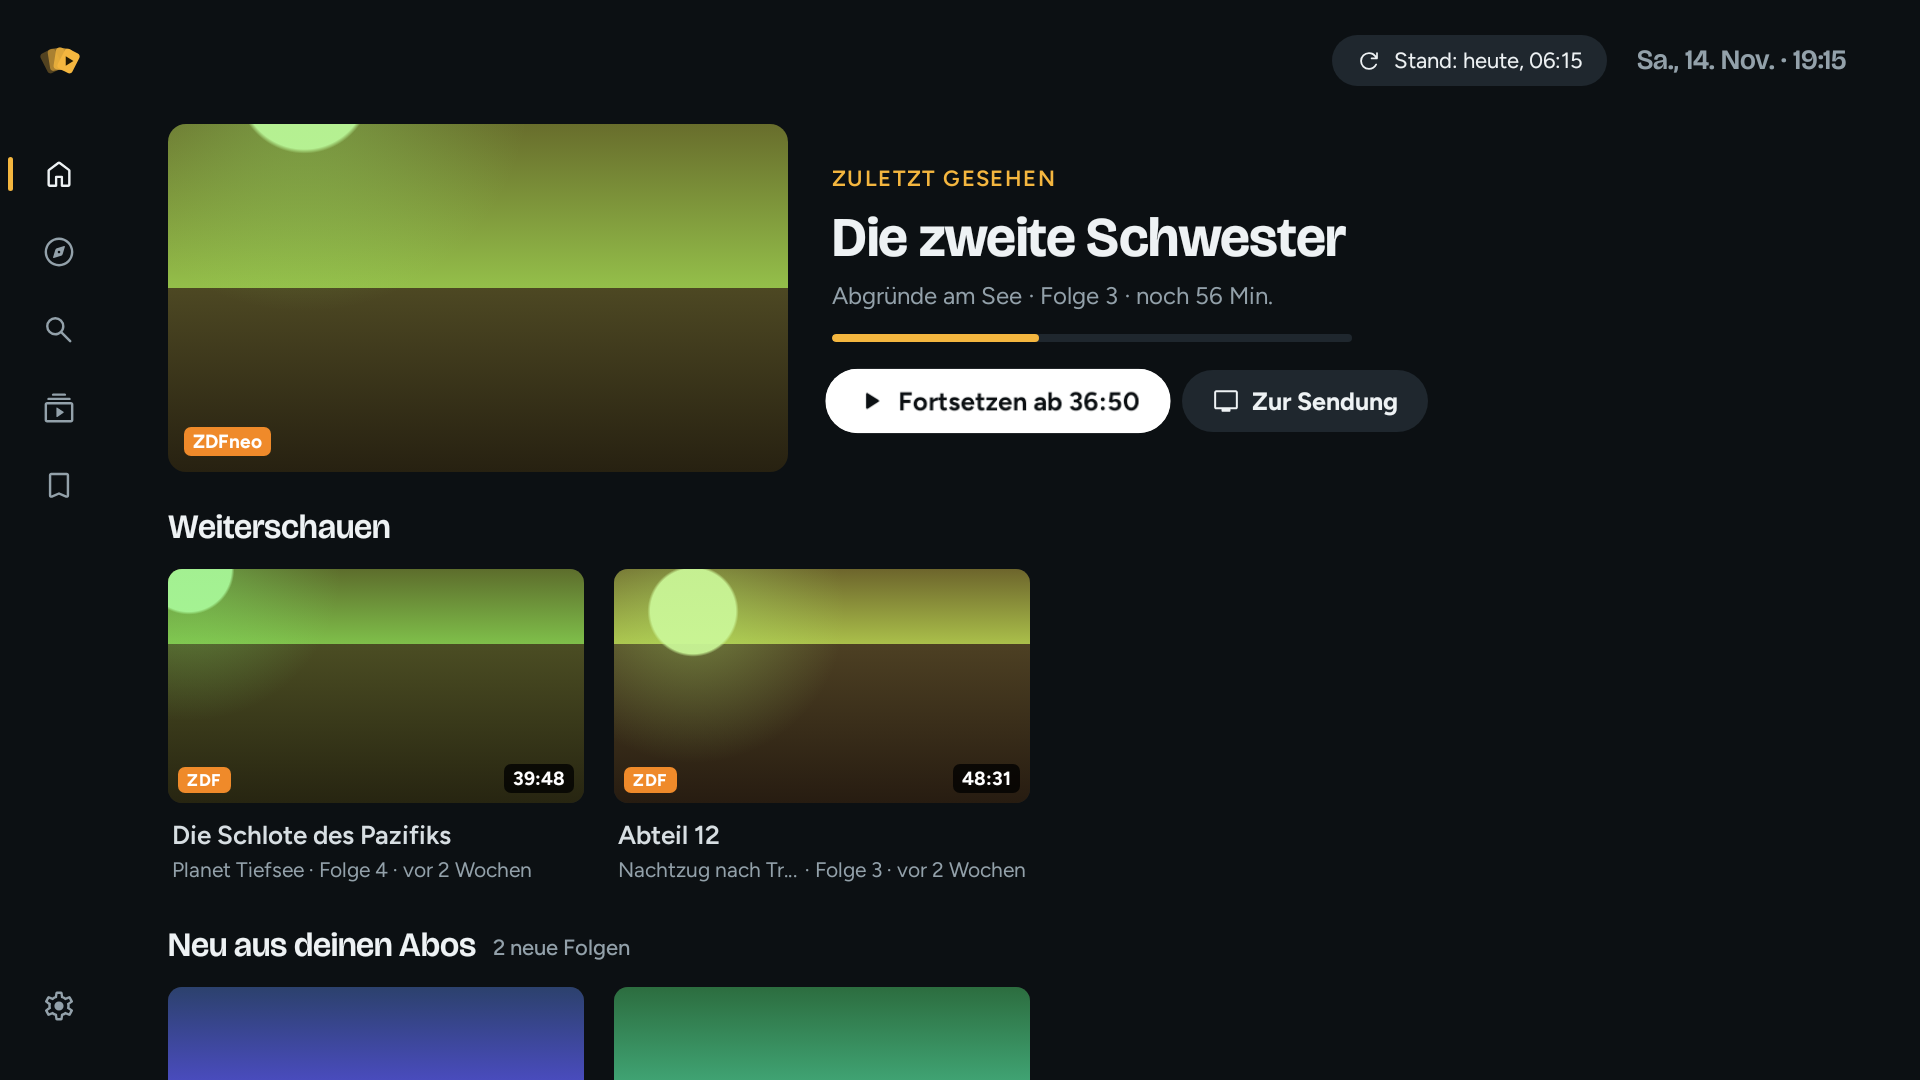 Stand: heute, 06:15
Sa., 14. Nov. · 19:15
ZULETZT GESEHEN
Die zweite Schwester
Abgründe am See · Folge 3 · noch 56 Min.
Fortsetzen ab 36:50
Zur Sendung
ZDFneo
Weiterschauen
ZDF
39:48
ZDF
48:31
Die Schlote des Pazifiks
Planet Tiefsee · Folge 4 · vor 2 Wochen
Abteil 12
Nachtzug nach Tr... · Folge 3 · vor 2 Wochen
Neu aus deinen Abos
2 neue Folgen